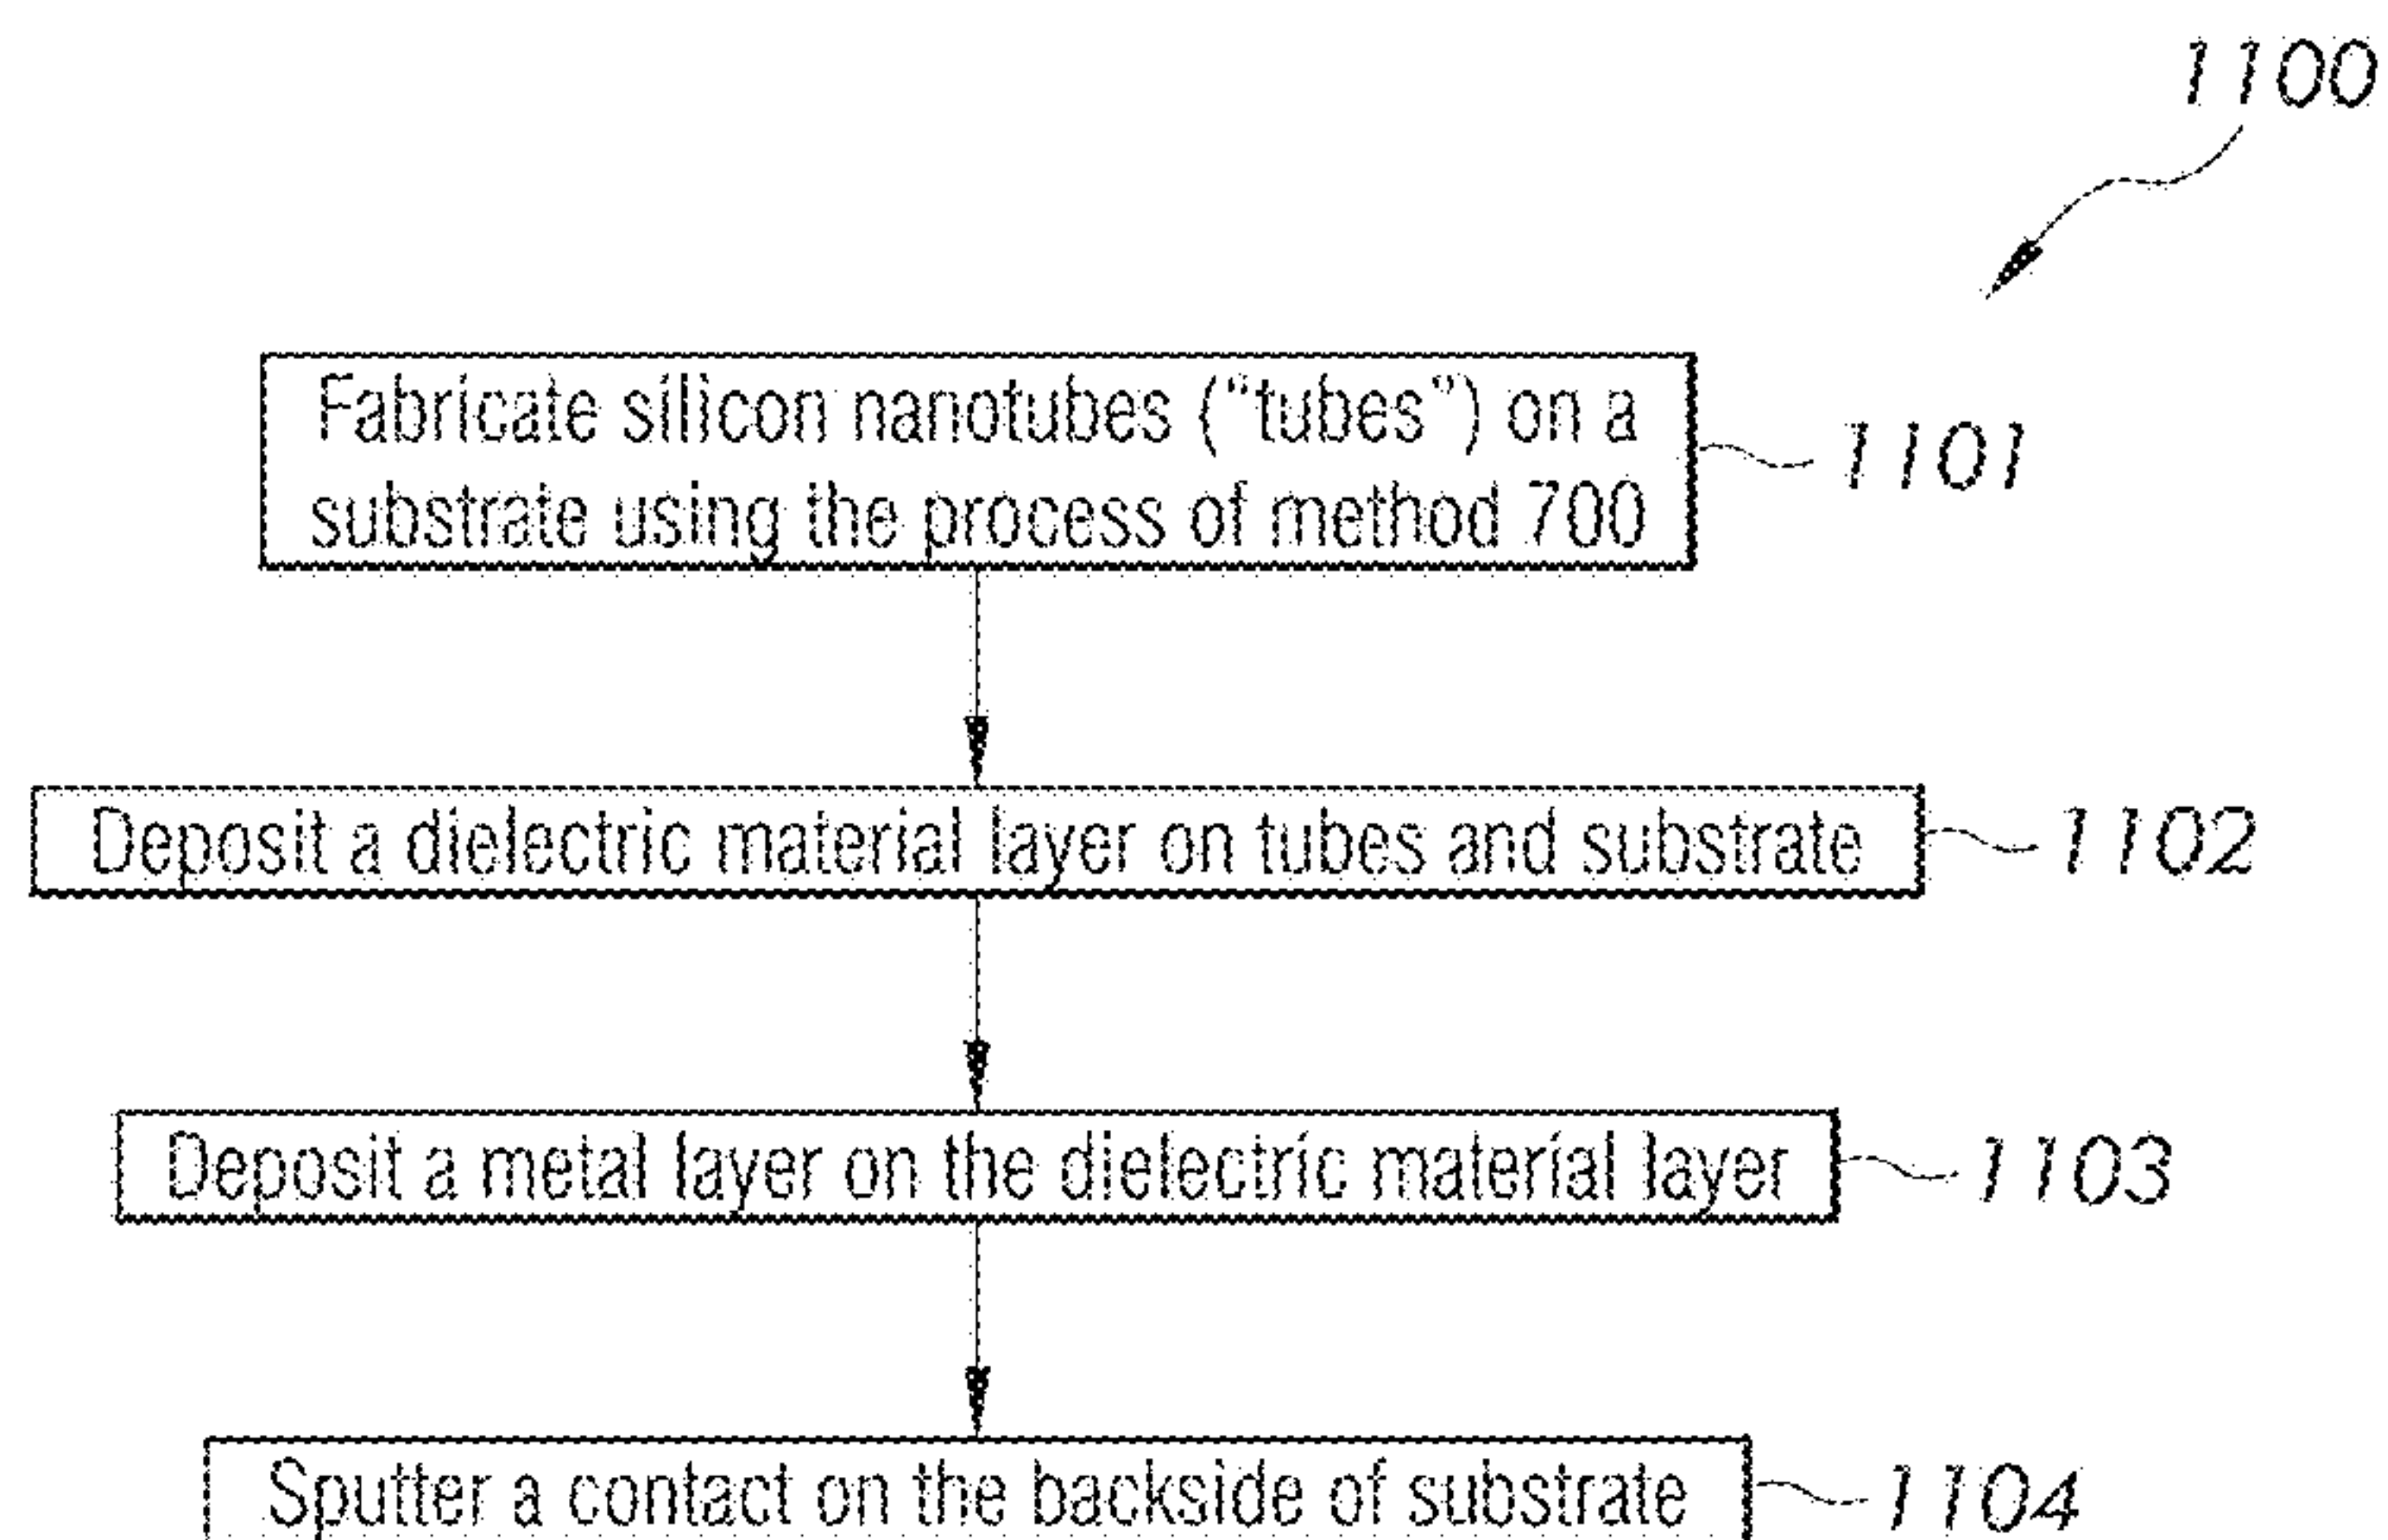 1100
Fabricate silicon nanotubes ("tubes") on a
substrate using the process of method 700
1101
Deposit a dielectric material layer on tubes and substrate
1102
Deposit a metal layer on the dielectric material layer
1103
Sputter a contact on the backside of substrate
1104